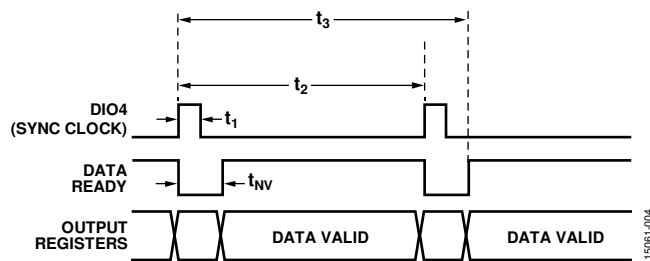 t3
t2
DIO4
(SYNC CLOCK)
t1
DATA
READY
tNV
OUTPUT
REGISTERS
DATA VALID
DATA VALID
15061-004